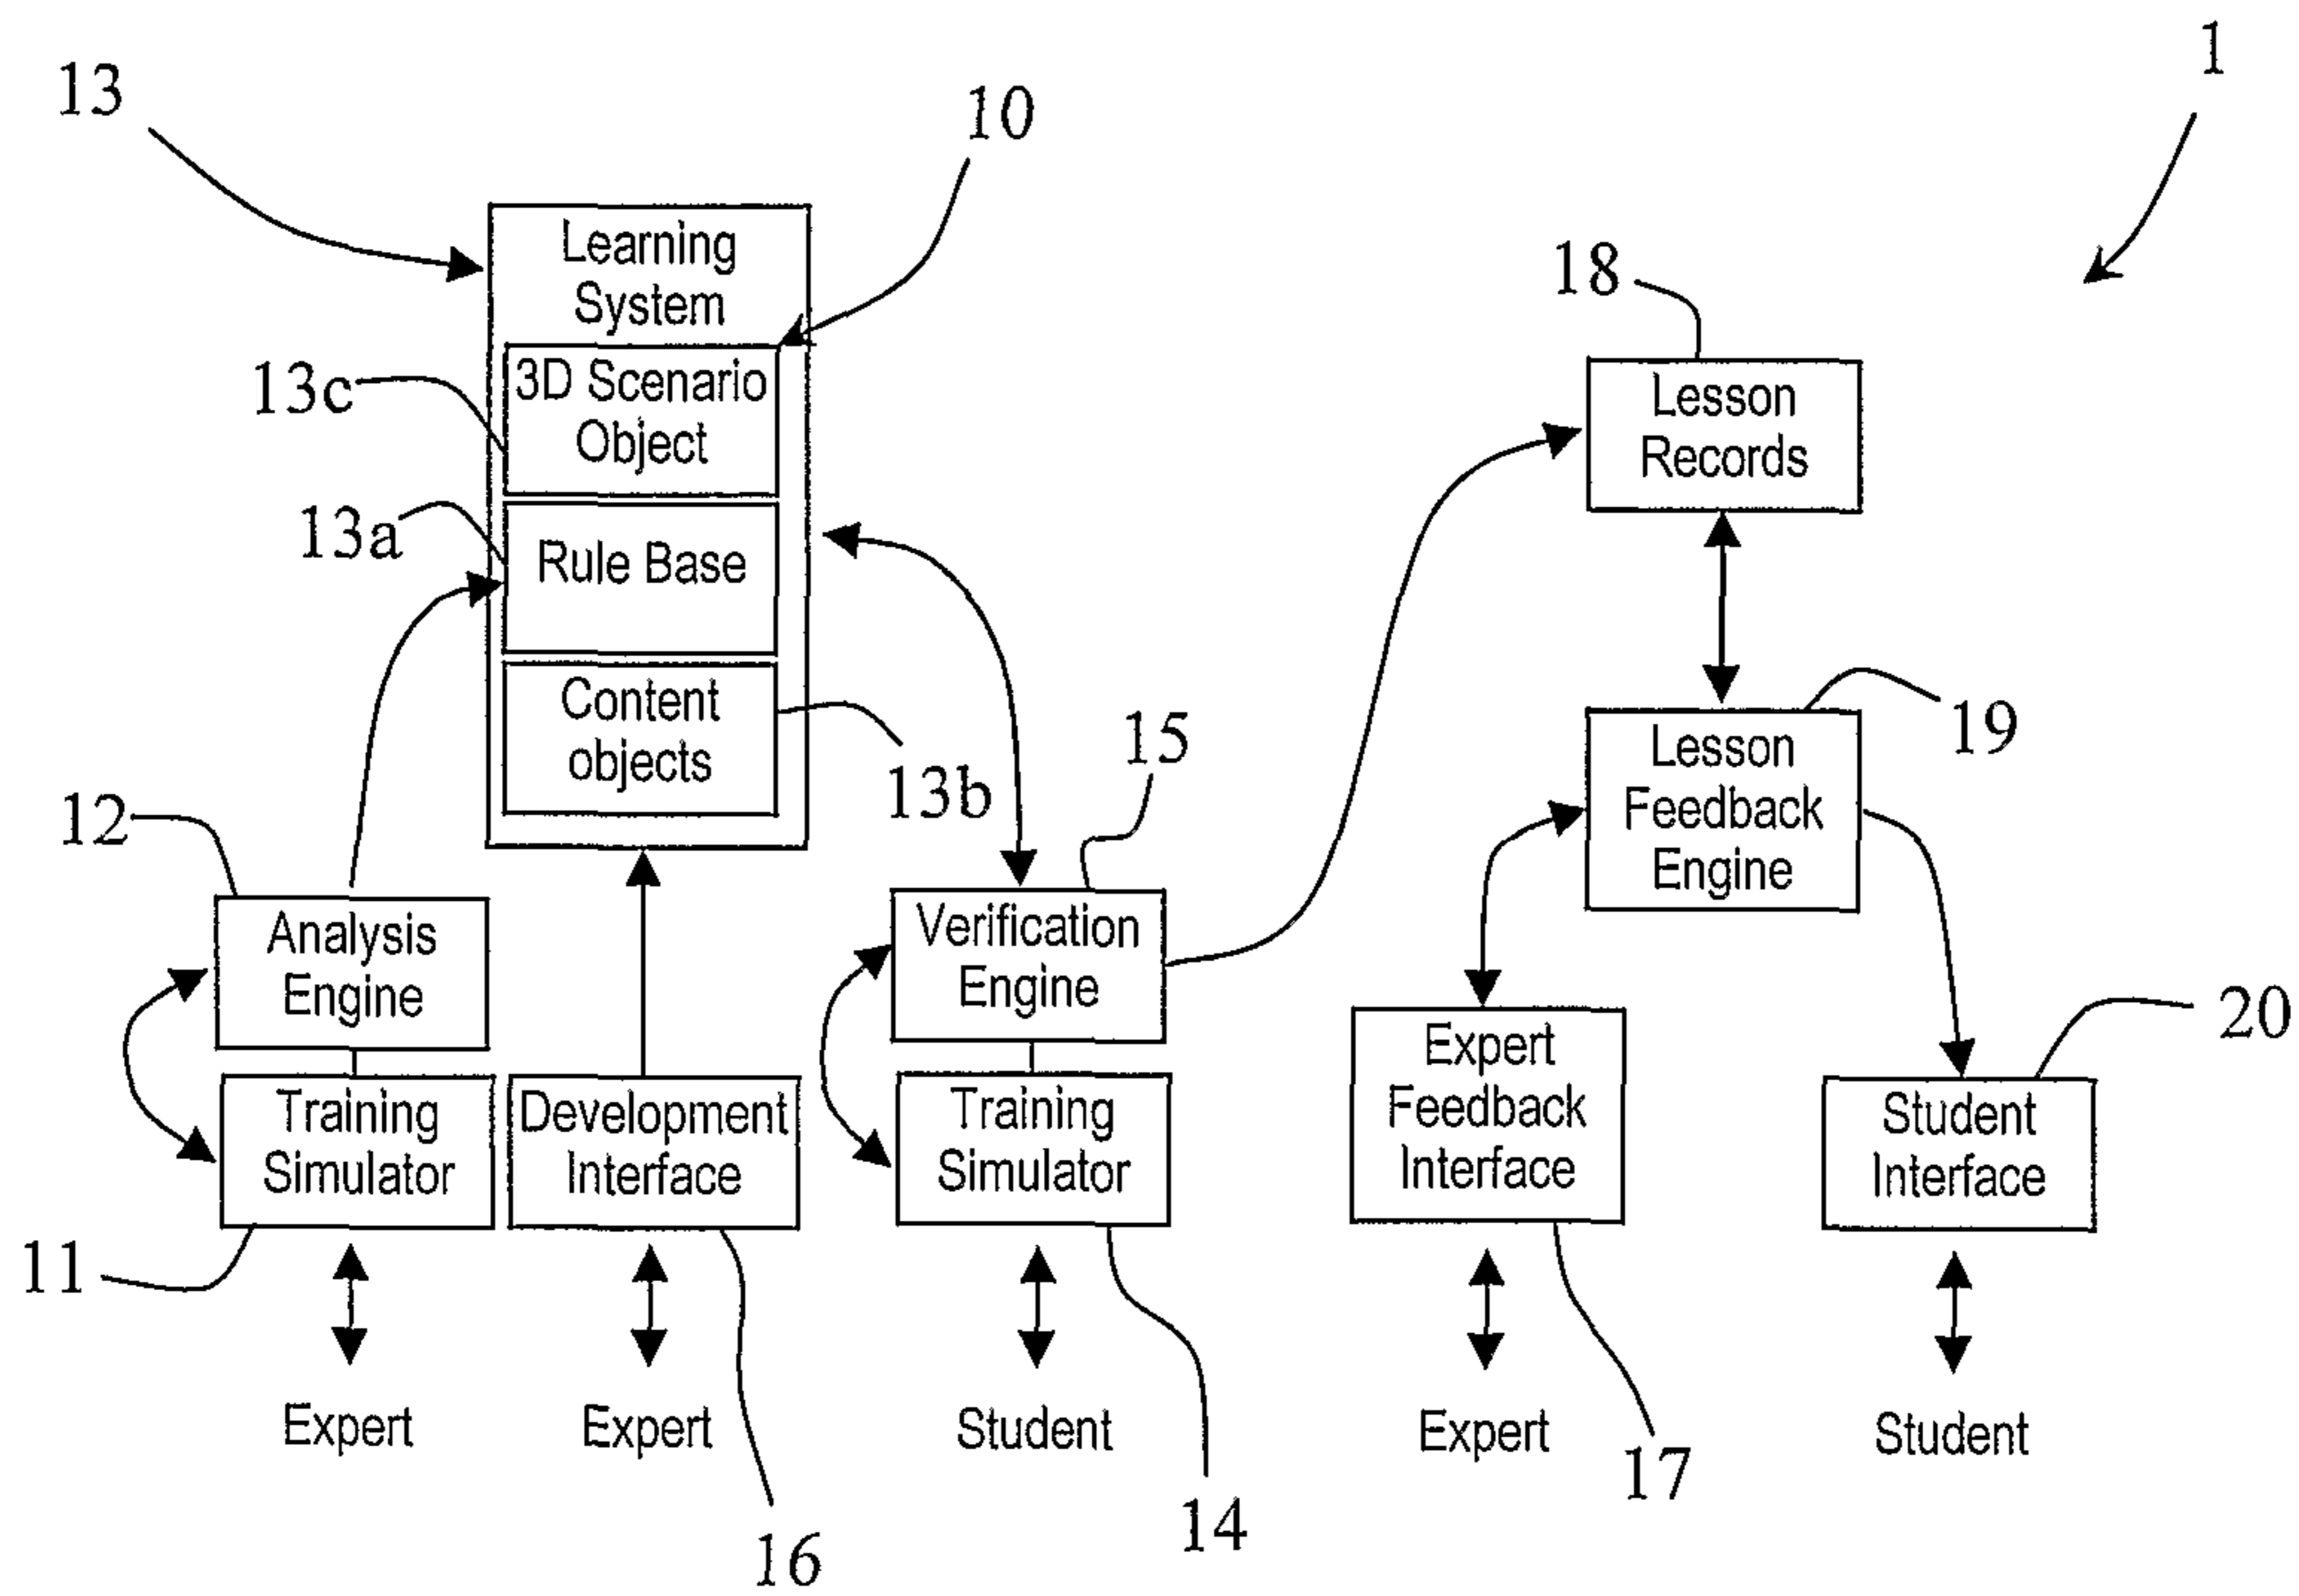 1
13
10
Learning
System
18
3D Scenario
Object
13c
Lesson
Records
13a
Rule Base
Content
objects
13b
15
19
Lesson
Feedback
Engine
12
Analysis
Engine
Verification
Engine
20
Expert
Feedback
Interface
Training
Simulator
Development
Interface
Training
Simulator
Student
Interface
11
Expert
Expert
Student
Expert
Student
17
14
16